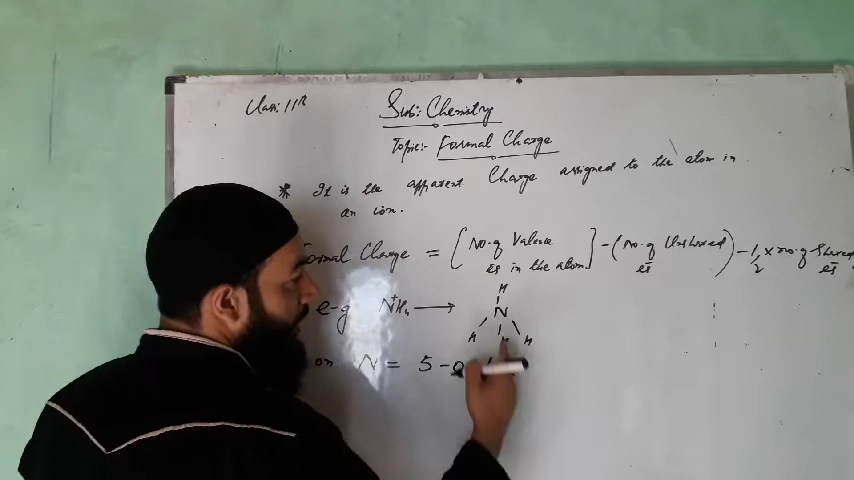 Class: 11th
Sub: Chemistry
Topic:- Formal Charge
* It is the apparent Charge assigned to the atom in
an ion.
Formal Charge = [No. of Valence - (No. of Unshared) - 1/2 x no. of Shared
es in the atom] es es
e-g N+H4 → H
N
H H H
on N = 5-0